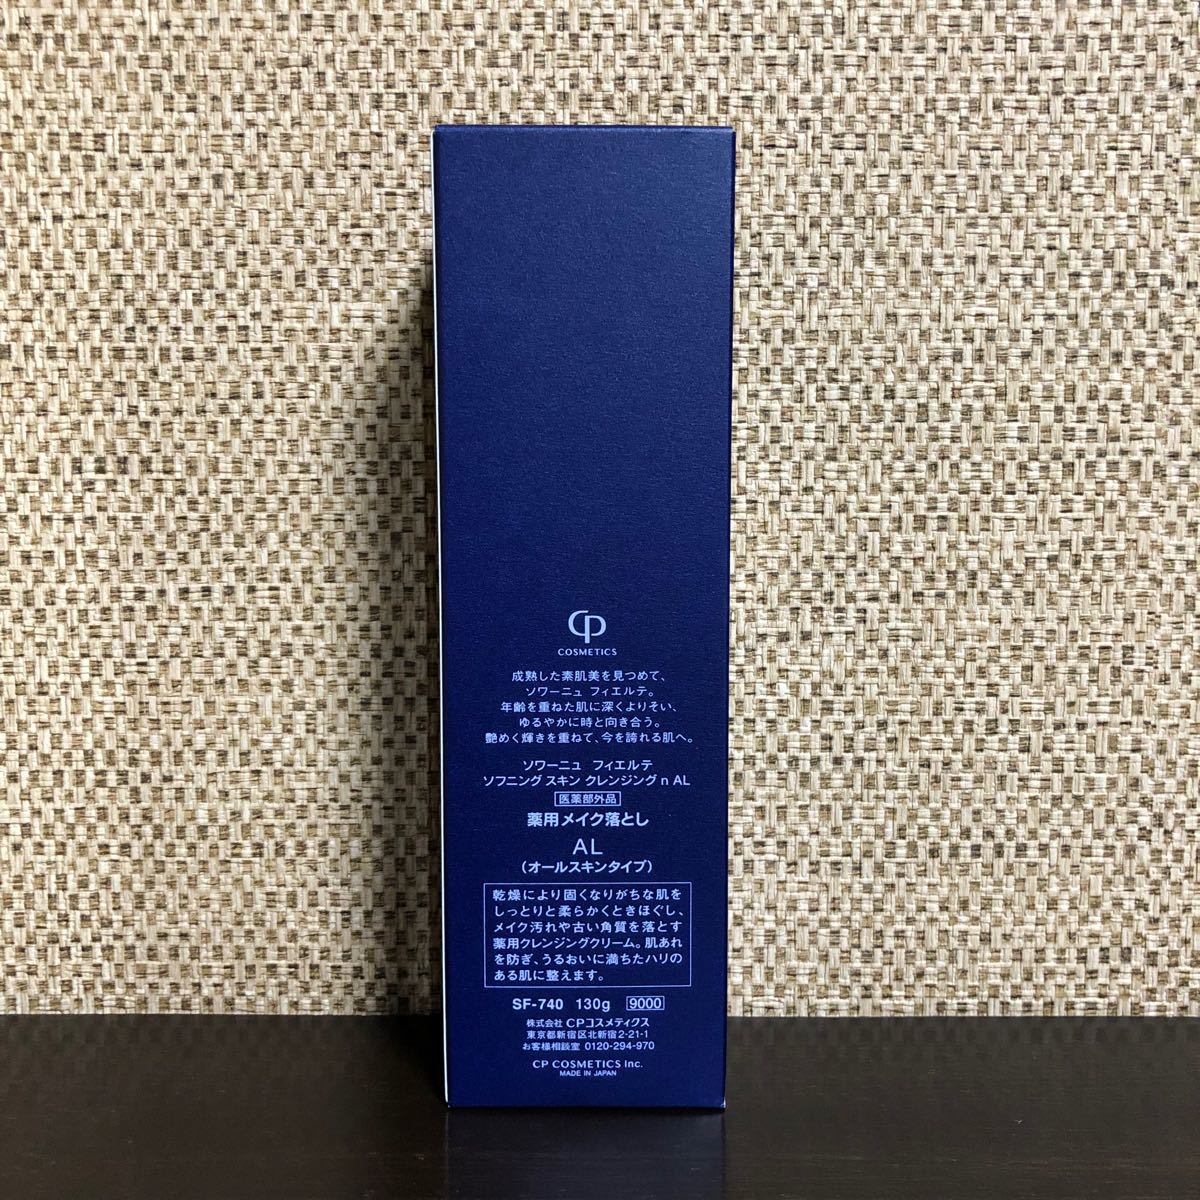 CP
COSMETICS
成熟した素肌美を見つめて、
ソワーニュ フィエルテ。
年齢を重ねた肌に深くよりそい、
ゆるやかに時と向き合う。
艶めく輝きを重ねて、今を誇れる肌へ。
ソワーニュ フィエルテ
ソフニング スキン クレンジング n AL
医薬部外品
薬用メイク落とし
AL
(オールスキンタイプ)
乾燥により固くなりがちな肌を
しっとりと柔らかくときほぐし、
メイク汚れや古い角質を落とす
薬用クレンジングクリーム。肌あれ
を防ぎ、うるおいに満ちたハリの
ある肌に整えます。
SF-740 130g 9000
株式会社 CPコスメティクス
東京都新宿区北新宿2-21-1
お客様相談室 0120-294-970
CP COSMETICS Inc.
MADE IN JAPAN